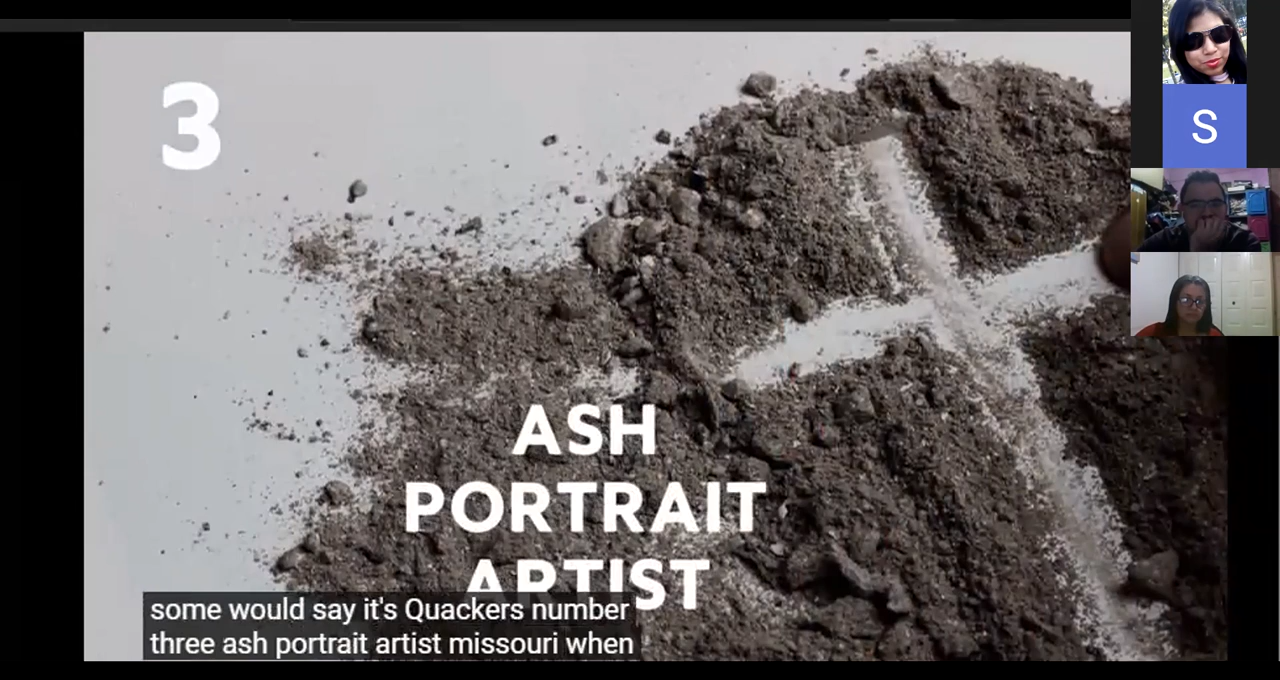 3
S
ASH
PORTRAIT
ARTIST
some would say it's Quackers number
three ash portrait artist missouri when